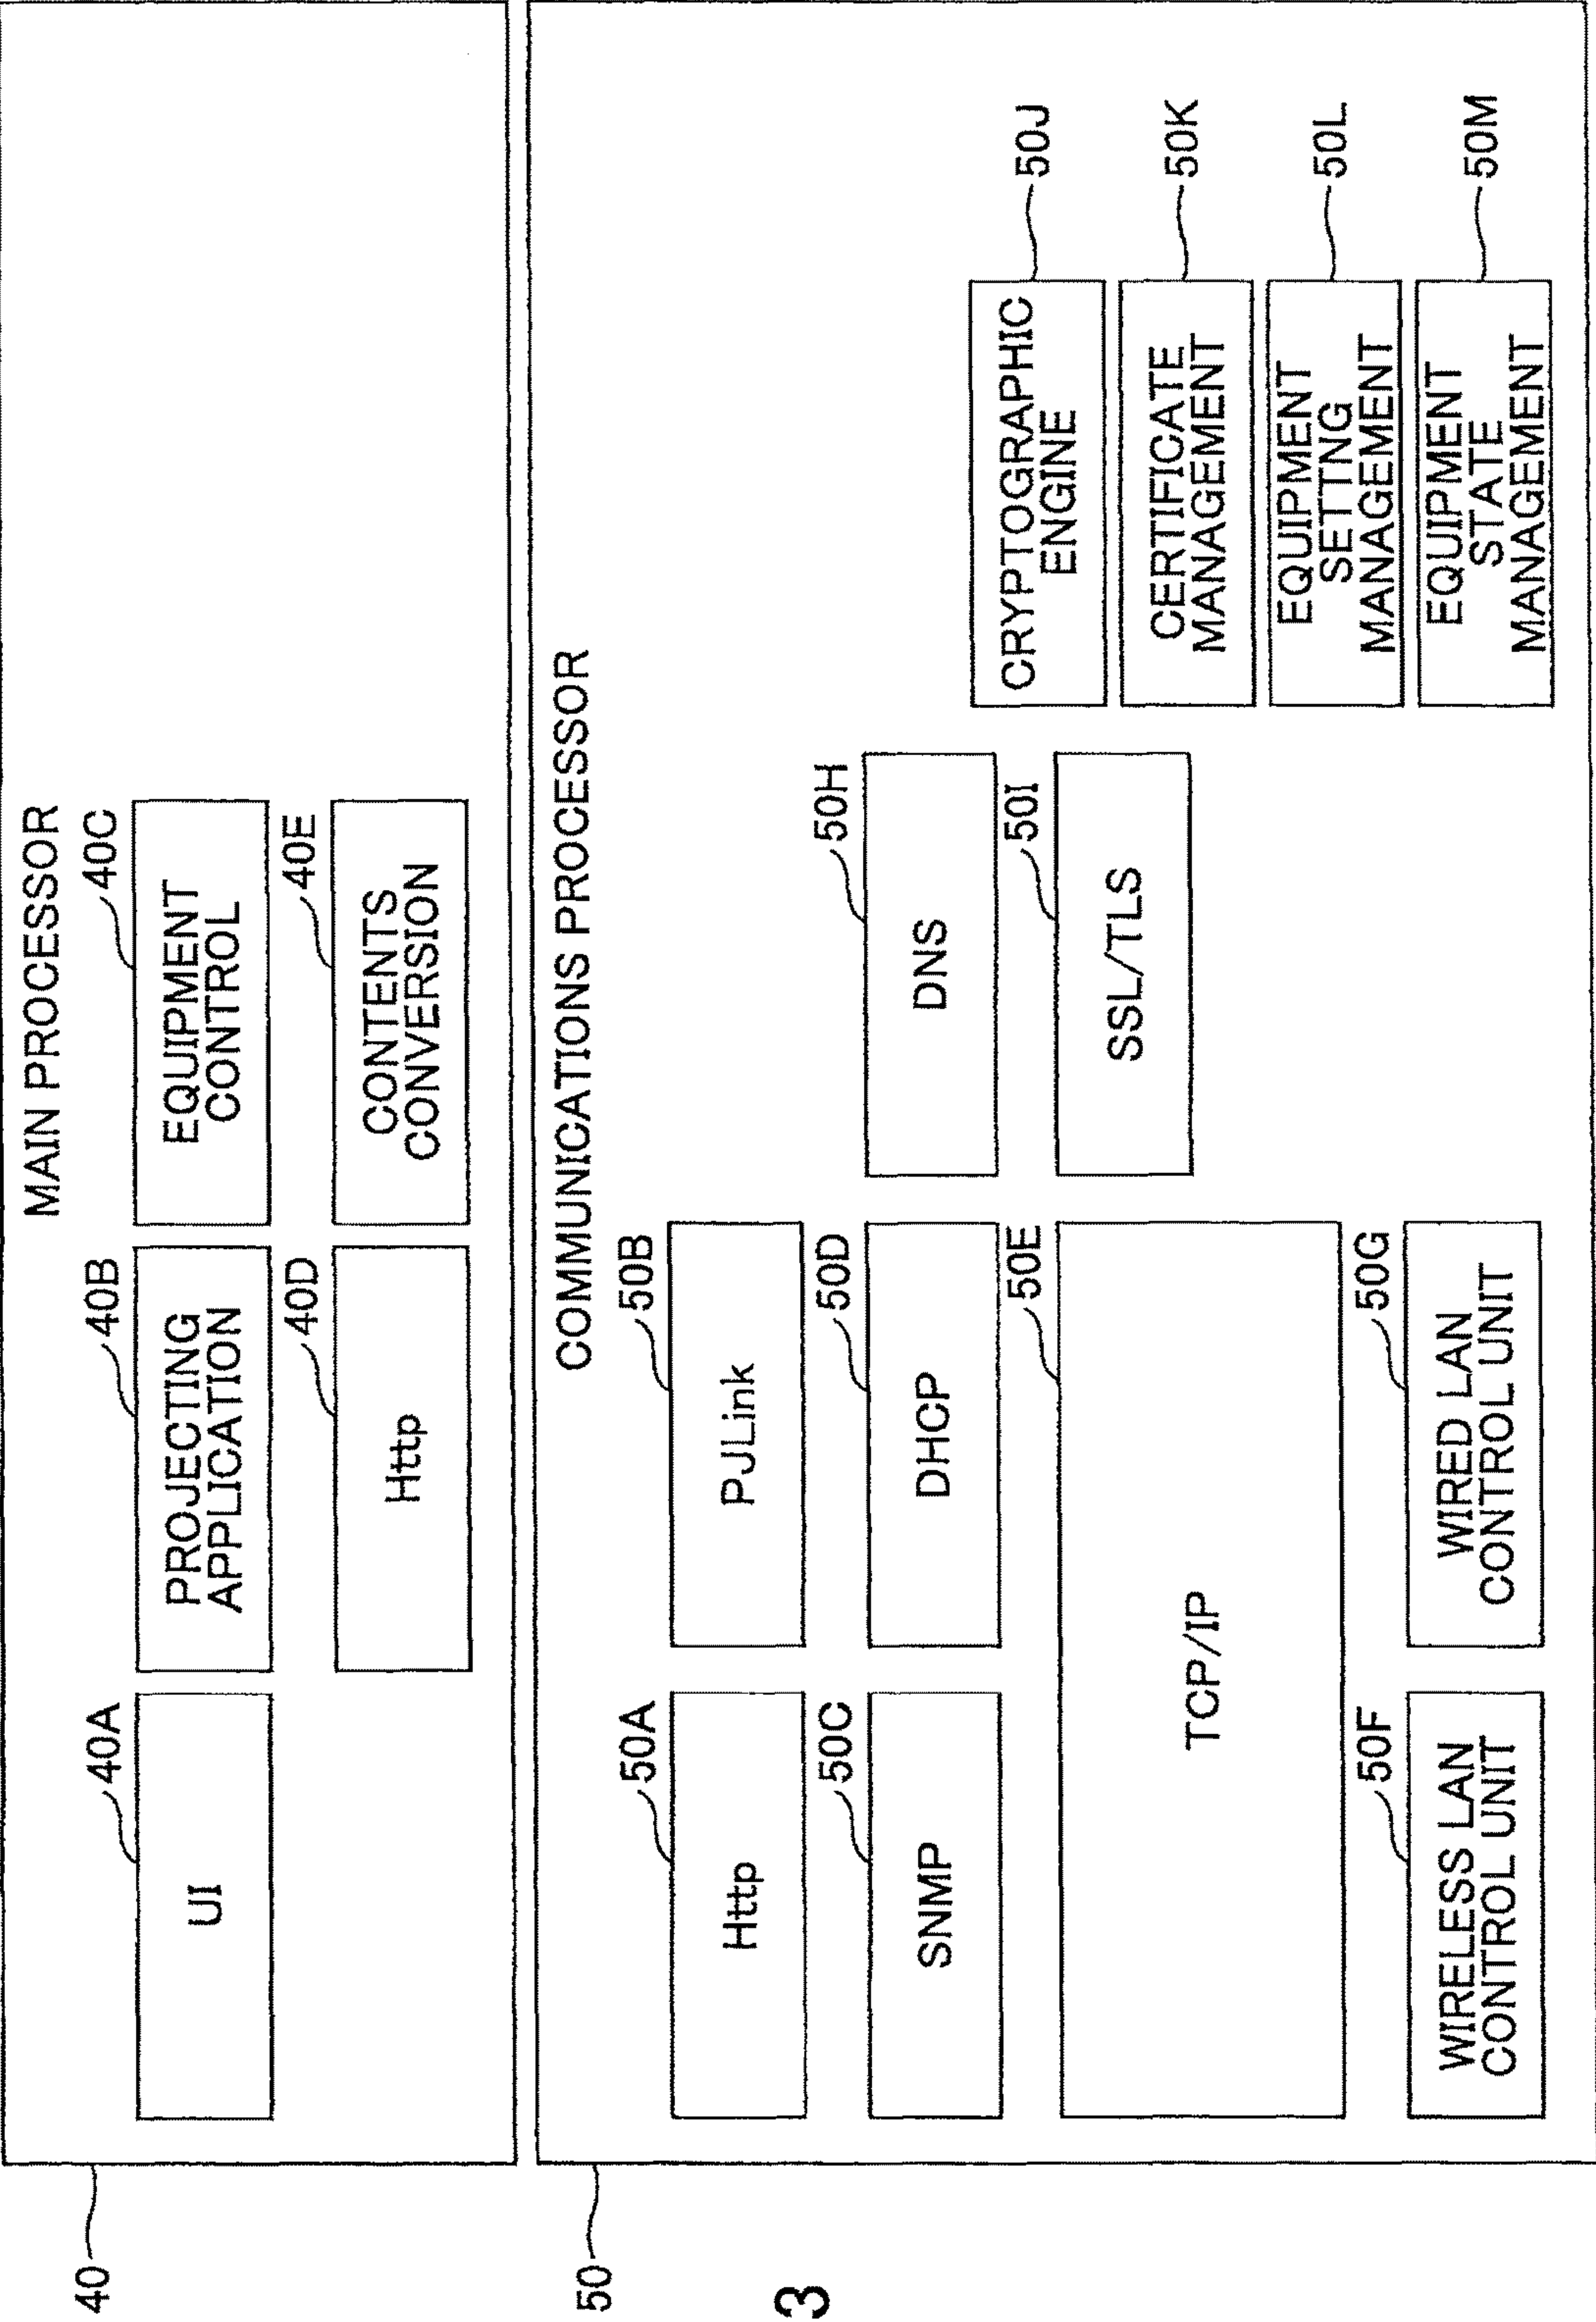 40
MAIN PROCESSOR
40A
UI
40B
PROJECTING
APPLICATION
40C
EQUIPMENT
CONTROL
40D
Http
40E
CONTENTS
CONVERSION
50
COMMUNICATIONS PROCESSOR
50A
Http
50B
PJLink
50C
SNMP
50D
DHCP
50H
DNS
50E
TCP/IP
50I
SSL/TLS
50F
WIRELESS LAN
CONTROL UNIT
50G
WIRED LAN
CONTROL UNIT
CRYPTOGRAPHIC
ENGINE
50J
CERTIFICATE
MANAGEMENT
50K
EQUIPMENT
SETTNG
MANAGEMENT
50L
EQUIPMENT
STATE
MANAGEMENT
50M
3